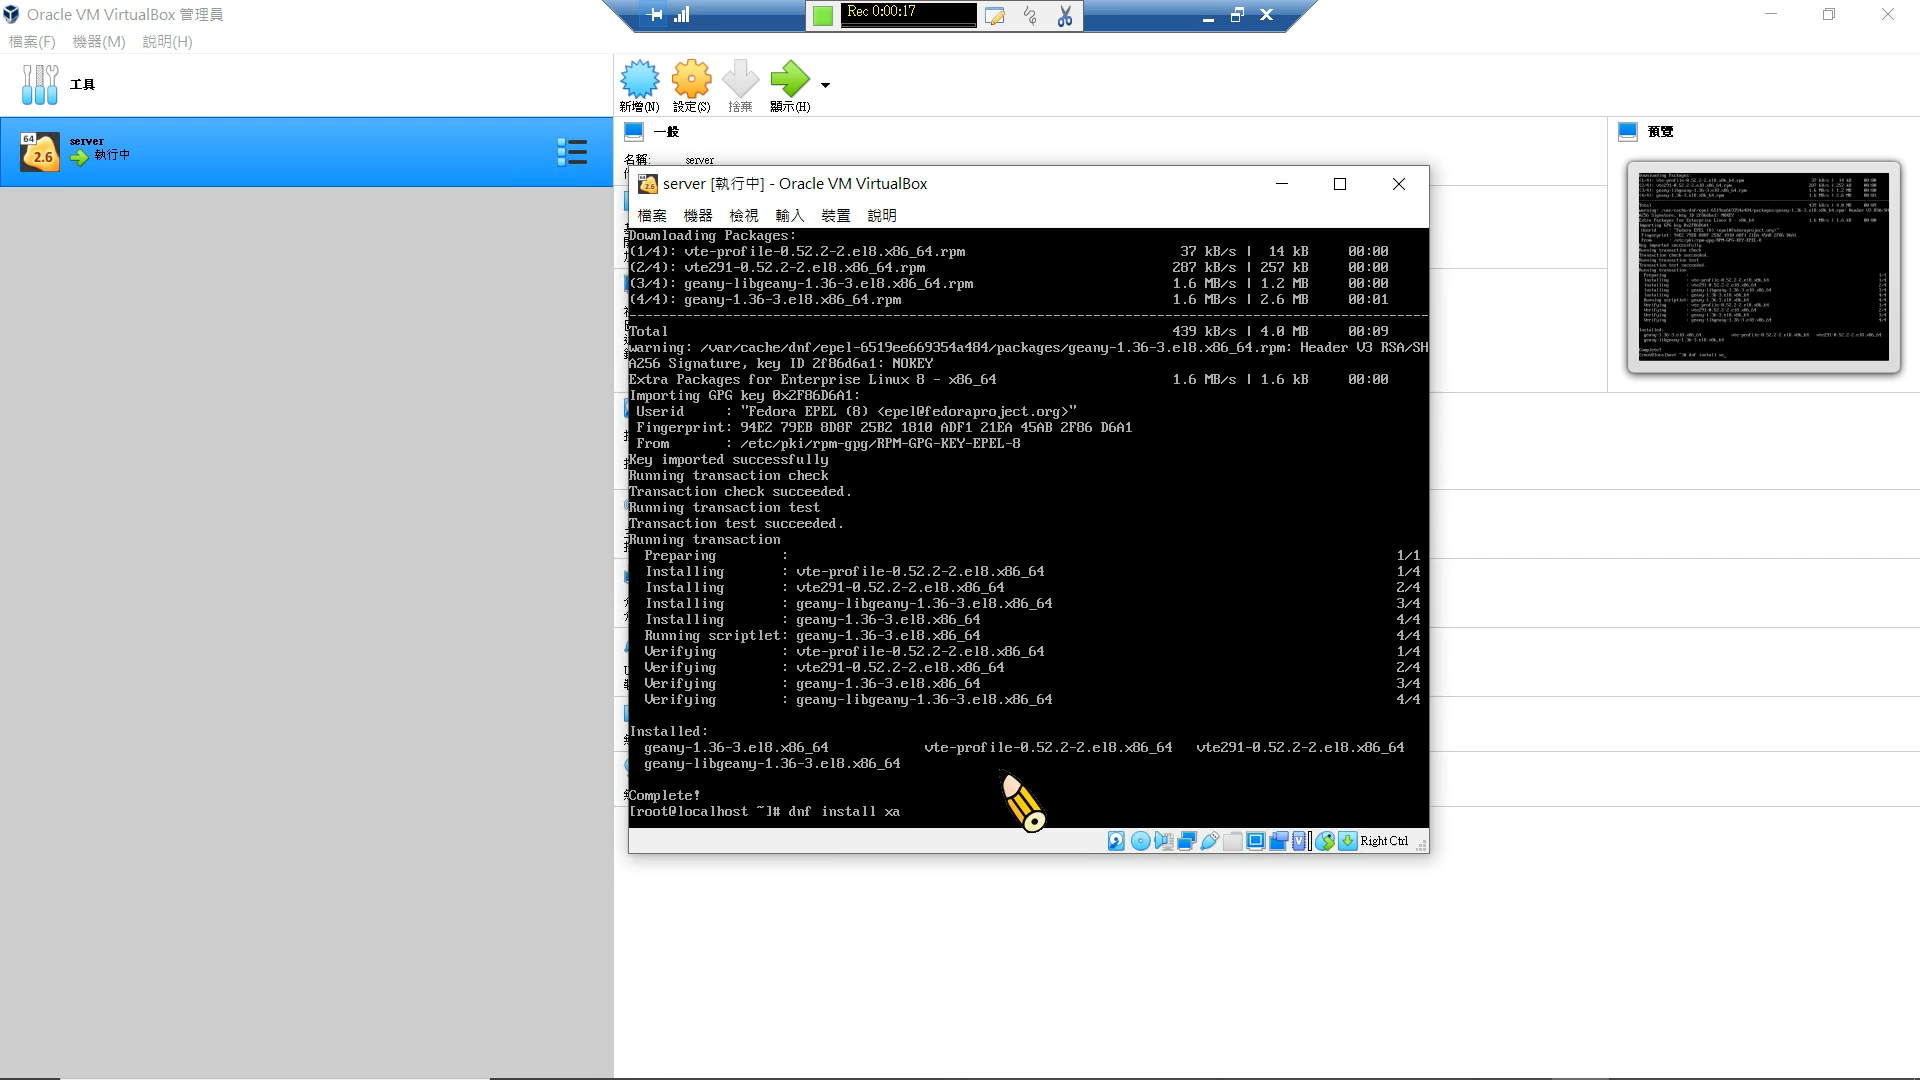 Oracle VM VirtualBox 管理員
Rec 0:00:17
檔案(F) 機器(M) 說明(H)
工具
新增(N) 設定(S) 捨棄 顯示(H)
64
2.6
server
執行中
一般
預覽
名稱: server
server [執行中] - Oracle VM VirtualBox
檔案 機器 檢視 輸入 裝置 說明
Downloading Packages:
(1/4): vte-profile-0.52.2-2.el8.x86_64.rpm 37 kB/s | 14 kB 00:00
(2/4): vte291-0.52.2-2.el8.x86_64.rpm 287 kB/s | 257 kB 00:00
(3/4): geany-libgeany-1.36-3.el8.x86_64.rpm 1.6 MB/s | 1.2 MB 00:00
(4/4): geany-1.36-3.el8.x86_64.rpm 1.6 MB/s | 2.6 MB 00:01
--------------------------------------------------------------------------------
Total 439 kB/s | 4.0 MB 00:09
warning: /var/cache/dnf/epel-6519ee669354a484/packages/geany-1.36-3.el8.x86_64.rpm: Header V3 RSA/SH
A256 Signature, key ID 2f86d6a1: NOKEY
Extra Packages for Enterprise Linux 8 - x86_64 1.6 MB/s | 1.6 kB 00:00
Importing GPG key 0x2F86D6A1:
Userid : "Fedora EPEL (8) <epel@fedoraproject.org>"
Fingerprint: 94E2 79EB 8D8F 25B2 1810 ADF1 21EA 45AB 2F86 D6A1
From : /etc/pki/rpm-gpg/RPM-GPG-KEY-EPEL-8
Key imported successfully
Running transaction check
Transaction check succeeded.
Running transaction test
Transaction test succeeded.
Running transaction
Preparing : 1/1
Installing : vte-profile-0.52.2-2.el8.x86_64 1/4
Installing : vte291-0.52.2-2.el8.x86_64 2/4
Installing : geany-libgeany-1.36-3.el8.x86_64 3/4
Installing : geany-1.36-3.el8.x86_64 4/4
Running scriptlet: geany-1.36-3.el8.x86_64 4/4
Verifying : vte-profile-0.52.2-2.el8.x86_64 1/4
Verifying : vte291-0.52.2-2.el8.x86_64 2/4
Verifying : geany-1.36-3.el8.x86_64 3/4
Verifying : geany-libgeany-1.36-3.el8.x86_64 4/4
Installed:
geany-1.36-3.el8.x86_64 vte-profile-0.52.2-2.el8.x86_64 vte291-0.52.2-2.el8.x86_64
geany-libgeany-1.36-3.el8.x86_64
Complete!
[root@localhost ~]# dnf install xa
Right Ctrl